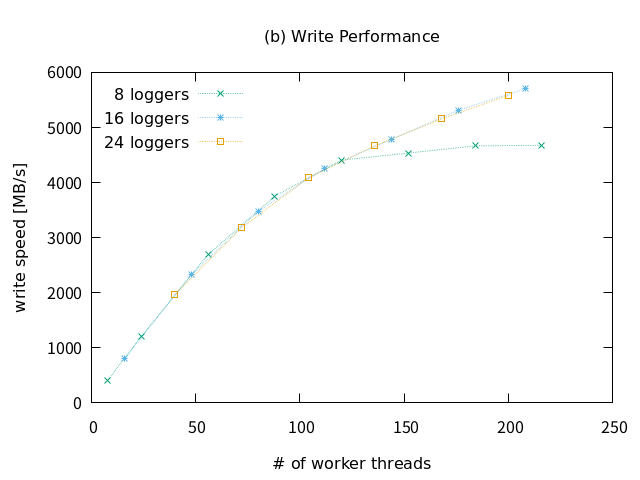 (b) Write Performance
6000
5000
4000
3000
2000
1000
0
write speed [MB/s]
8 loggers
16 loggers
24 loggers
0 50 100 150 200 250
# of worker threads